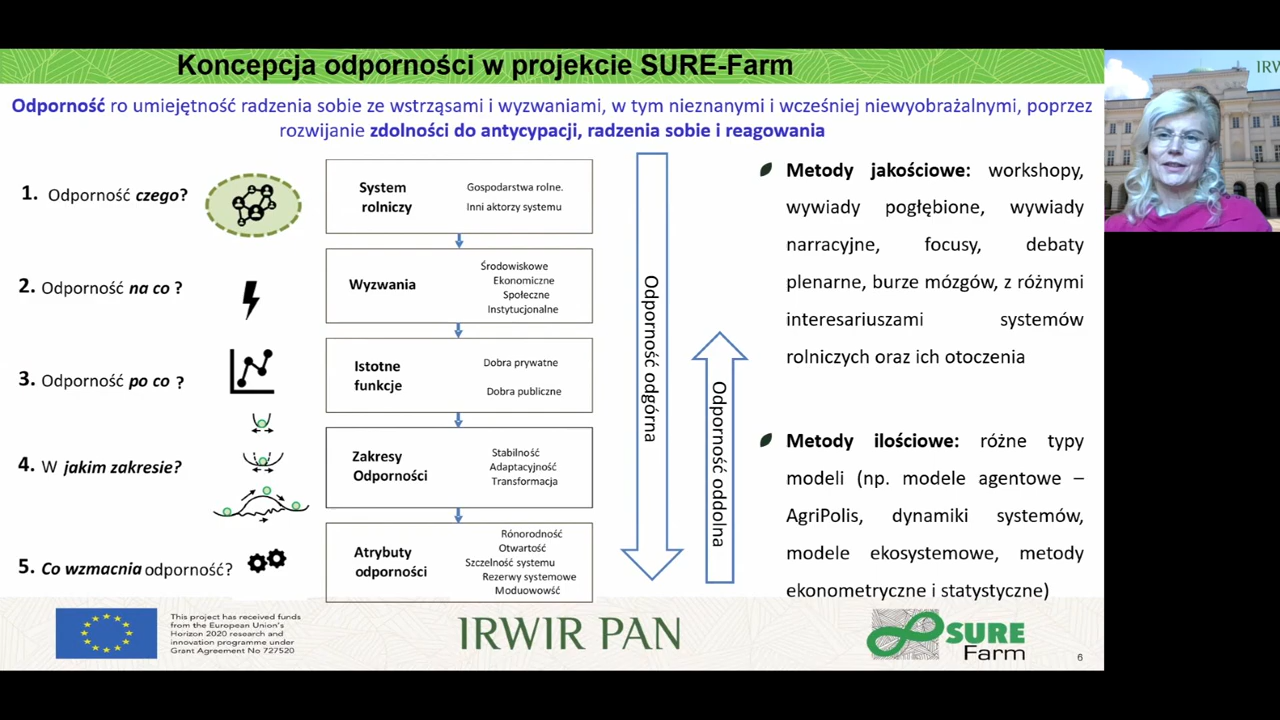 Koncepcja odporności w projekcie SURE-Farm
IRW
Odporność ro umiejętność radzenia sobie ze wstrząsami i wyzwaniami, w tym nieznanymi i wcześniej niewyobrażalnymi, poprzez
rozwijanie zdolności do antycypacji, radzenia sobie i reagowania
1. Odporność czego?
System
rolniczy
Gospodarstwa rolne.
Inni aktorzy systemu
2. Odporność na co ?
Wyzwania
Środowiskowe
Ekonomiczne
Społeczne
Instytucjonalne
3. Odporność po co ?
Istotne
funkcje
Dobra prywatne
Dobra publiczne
4. W jakim zakresie?
Zakresy
Odporności
Stabilność
Adaptacyjność
Transformacja
5. Co wzmacnia odporność?
Atrybuty
odporności
Rónorodność
Otwartość
Szczelność systemu
Rezerwy systemowe
Moduowowść
Odporność odgórna
Odporność oddolna
Metody jakościowe: workshopy,
wywiady pogłębione, wywiady
narracyjne, focusy, debaty
plenarne, burze mózgów, z różnymi
interesariuszami systemów
rolniczych oraz ich otoczenia
Metody ilościowe: różne typy
modeli (np. modele agentowe –
AgriPolis, dynamiki systemów,
modele ekosystemowe, metody
ekonometryczne i statystyczne)
This project has received funds
from the European Union's
Horizon 2020 research and
innovation programme under
Grant Agreement No 727520
IRWIR PAN
SURE
Farm
6